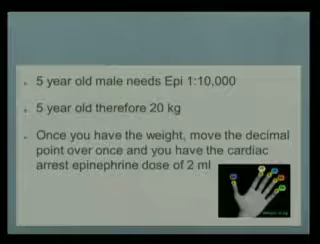 5 year old male needs Epi 1:10,000
5 year old therefore 20 kg
Once you have the weight, move the decimal
point over once and you have the cardiac
arrest epinephrine dose of 2 ml